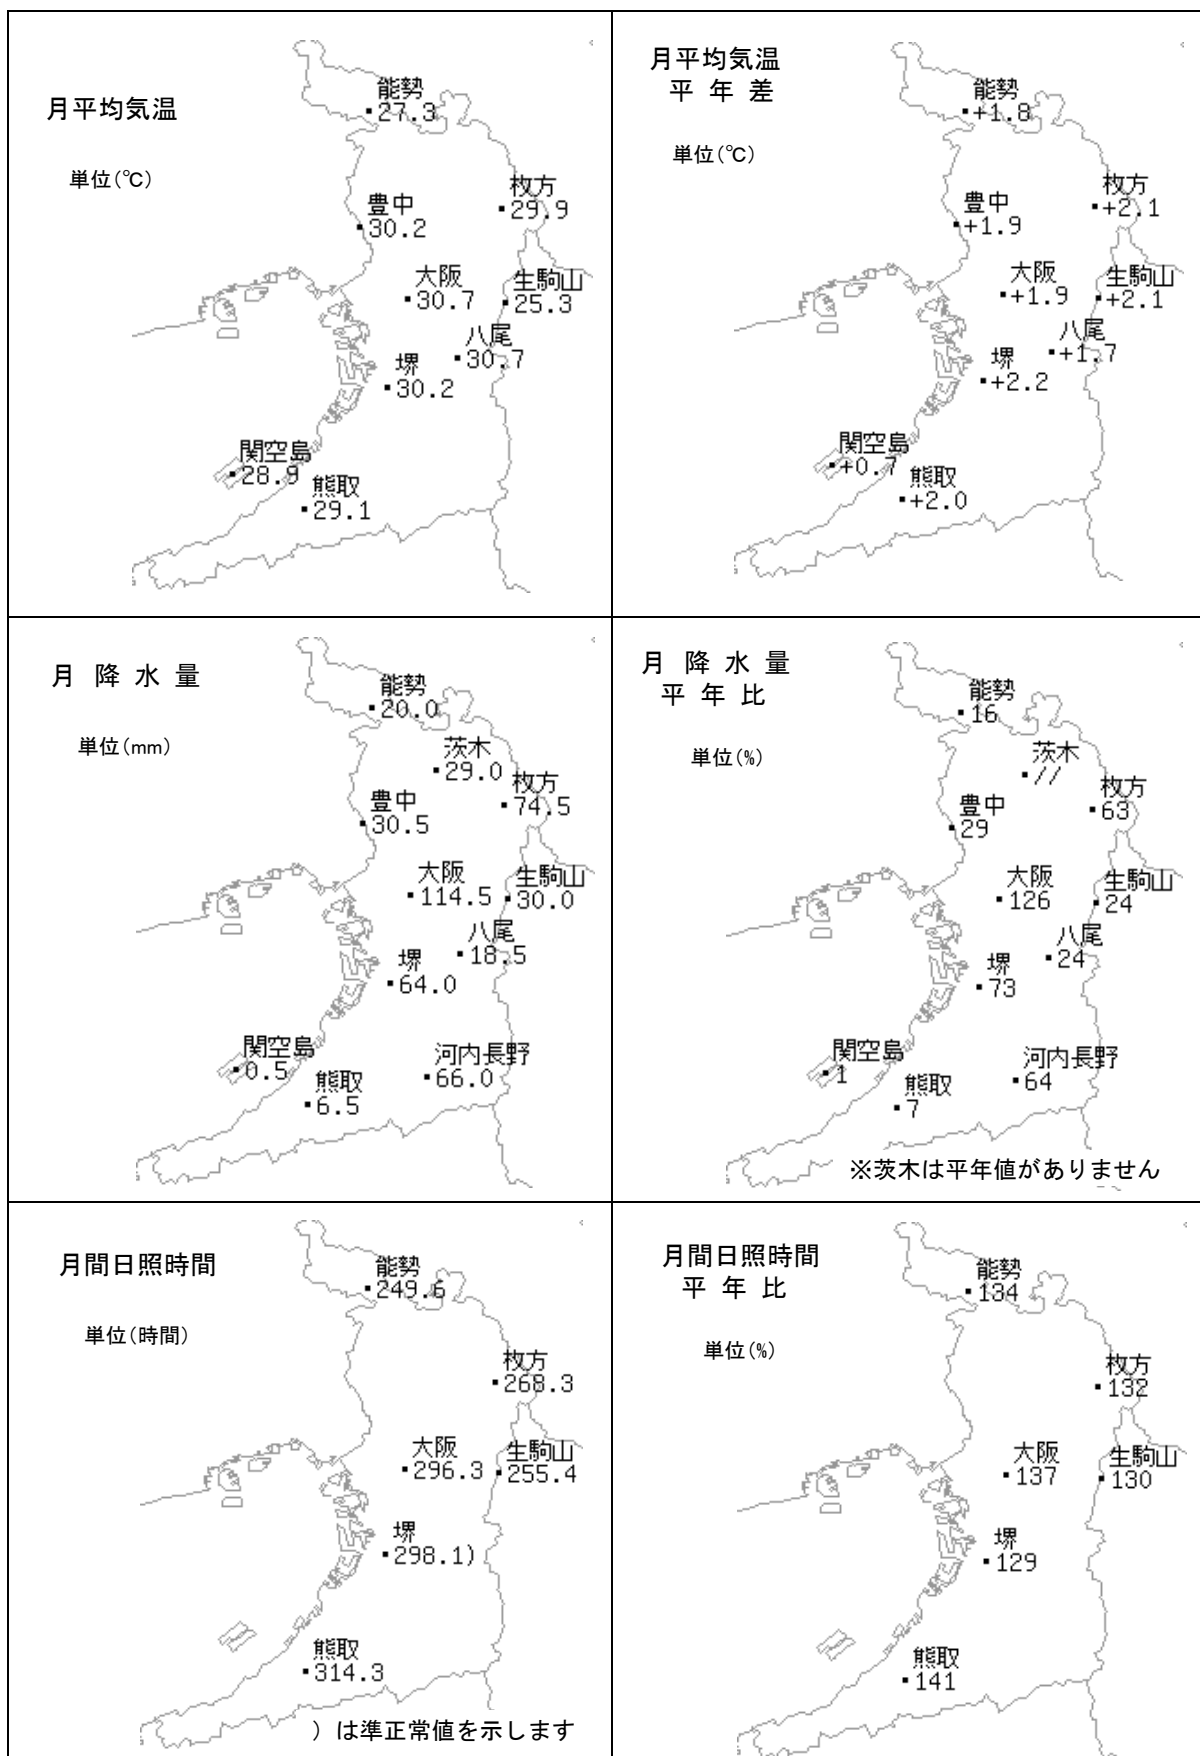 月平均気温
単位(℃)
能勢
27.3
枚方
29.9
豊中
30.2
大阪
30.7
生駒山
25.3
八尾
30.7
堺
30.2
関空島
28.9
熊取
29.1
月平均気温
平年差
単位(℃)
能勢
+1.8
枚方
+2.1
豊中
+1.9
大阪
+1.9
生駒山
+2.1
八尾
+1.7
堺
+2.2
関空島
+0.7
熊取
+2.0
月降水量
単位(mm)
能勢
20.0
茨木
29.0
枚方
74.5
豊中
30.5
大阪
114.5
生駒山
30.0
八尾
18.5
堺
64.0
関空島
0.5
河内長野
66.0
熊取
6.5
月降水量
平年比
単位(%)
能勢
16
茨木
//
枚方
63
豊中
29
大阪
126
生駒山
24
八尾
24
堺
73
関空島
1
河内長野
64
熊取
7
※茨木は平年値がありません
月間日照時間
単位(時間)
能勢
249.6
枚方
268.3
大阪
296.3
生駒山
255.4
堺
298.1)
熊取
314.3
)は準正常値を示します
月間日照時間
平年比
単位(%)
能勢
134
枚方
132
大阪
137
生駒山
130
堺
129
熊取
141